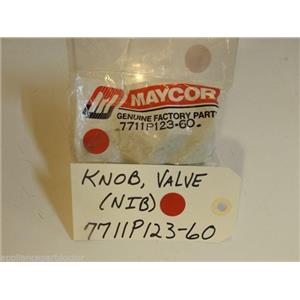 MAYCOR
GENUINE FACTORY PARTS
7711P123-60
KNOB, VALVE
(NIB)
7711P123-60